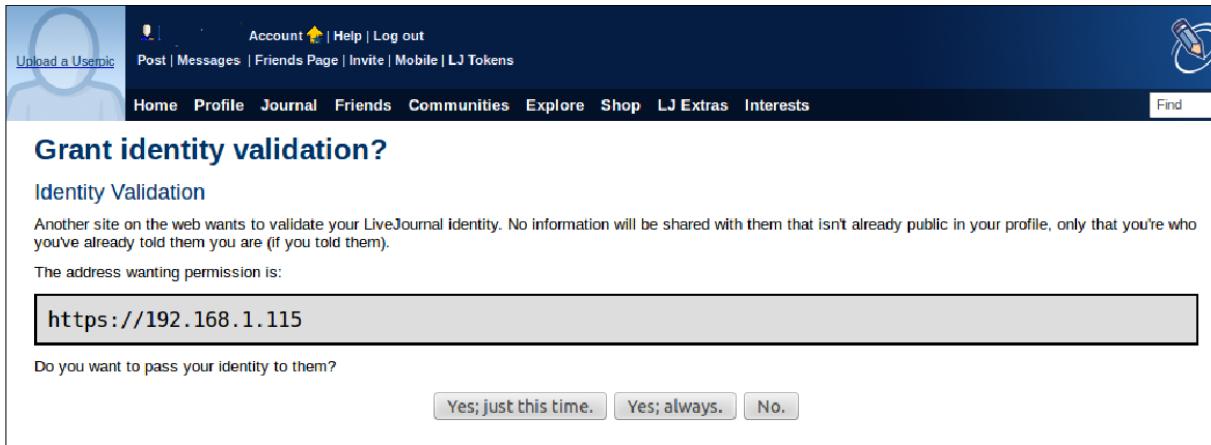 Account | Help | Log out
Upload a Userpic
Post | Messages | Friends Page | Invite | Mobile | LJ Tokens
Home Profile Journal Friends Communities Explore Shop LJ Extras Interests
Find
Grant identity validation?
Identity Validation
Another site on the web wants to validate your LiveJournal identity. No information will be shared with them that isn't already public in your profile, only that you're who
you've already told them you are (if you told them).
The address wanting permission is:
https://192.168.1.115
Do you want to pass your identity to them?
Yes; just this time. Yes; always. No.